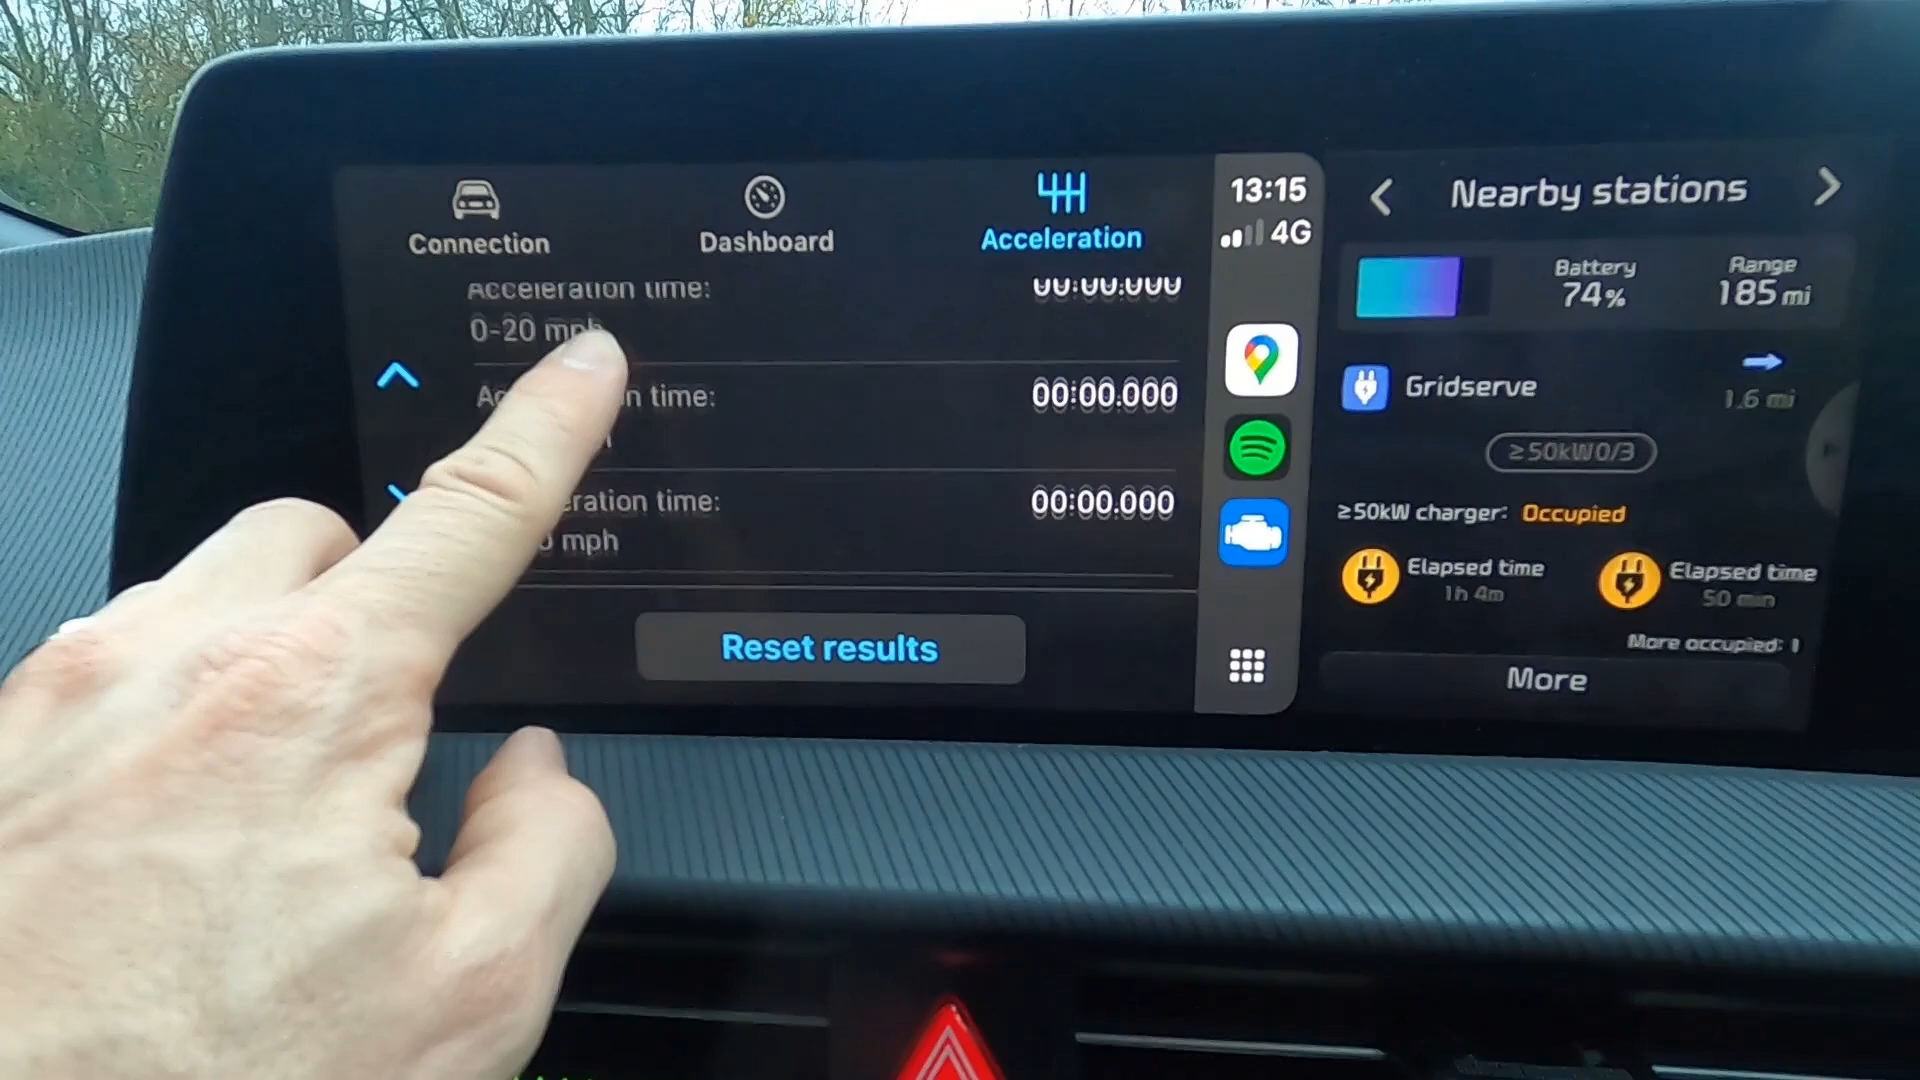 Connection
Dashboard
Acceleration
Acceleration time:
00:00.000
0-20 mph
time:
00:00.000
time:
00:00.000
mph
Reset results
13:15
4G
Nearby stations
Battery
74%
Range
185 mi
Gridserve
1.6 mi
≥50kW0/3
≥50kW charger: Occupied
Elapsed time
1h 4m
Elapsed time
50 min
More occupied: 1
More